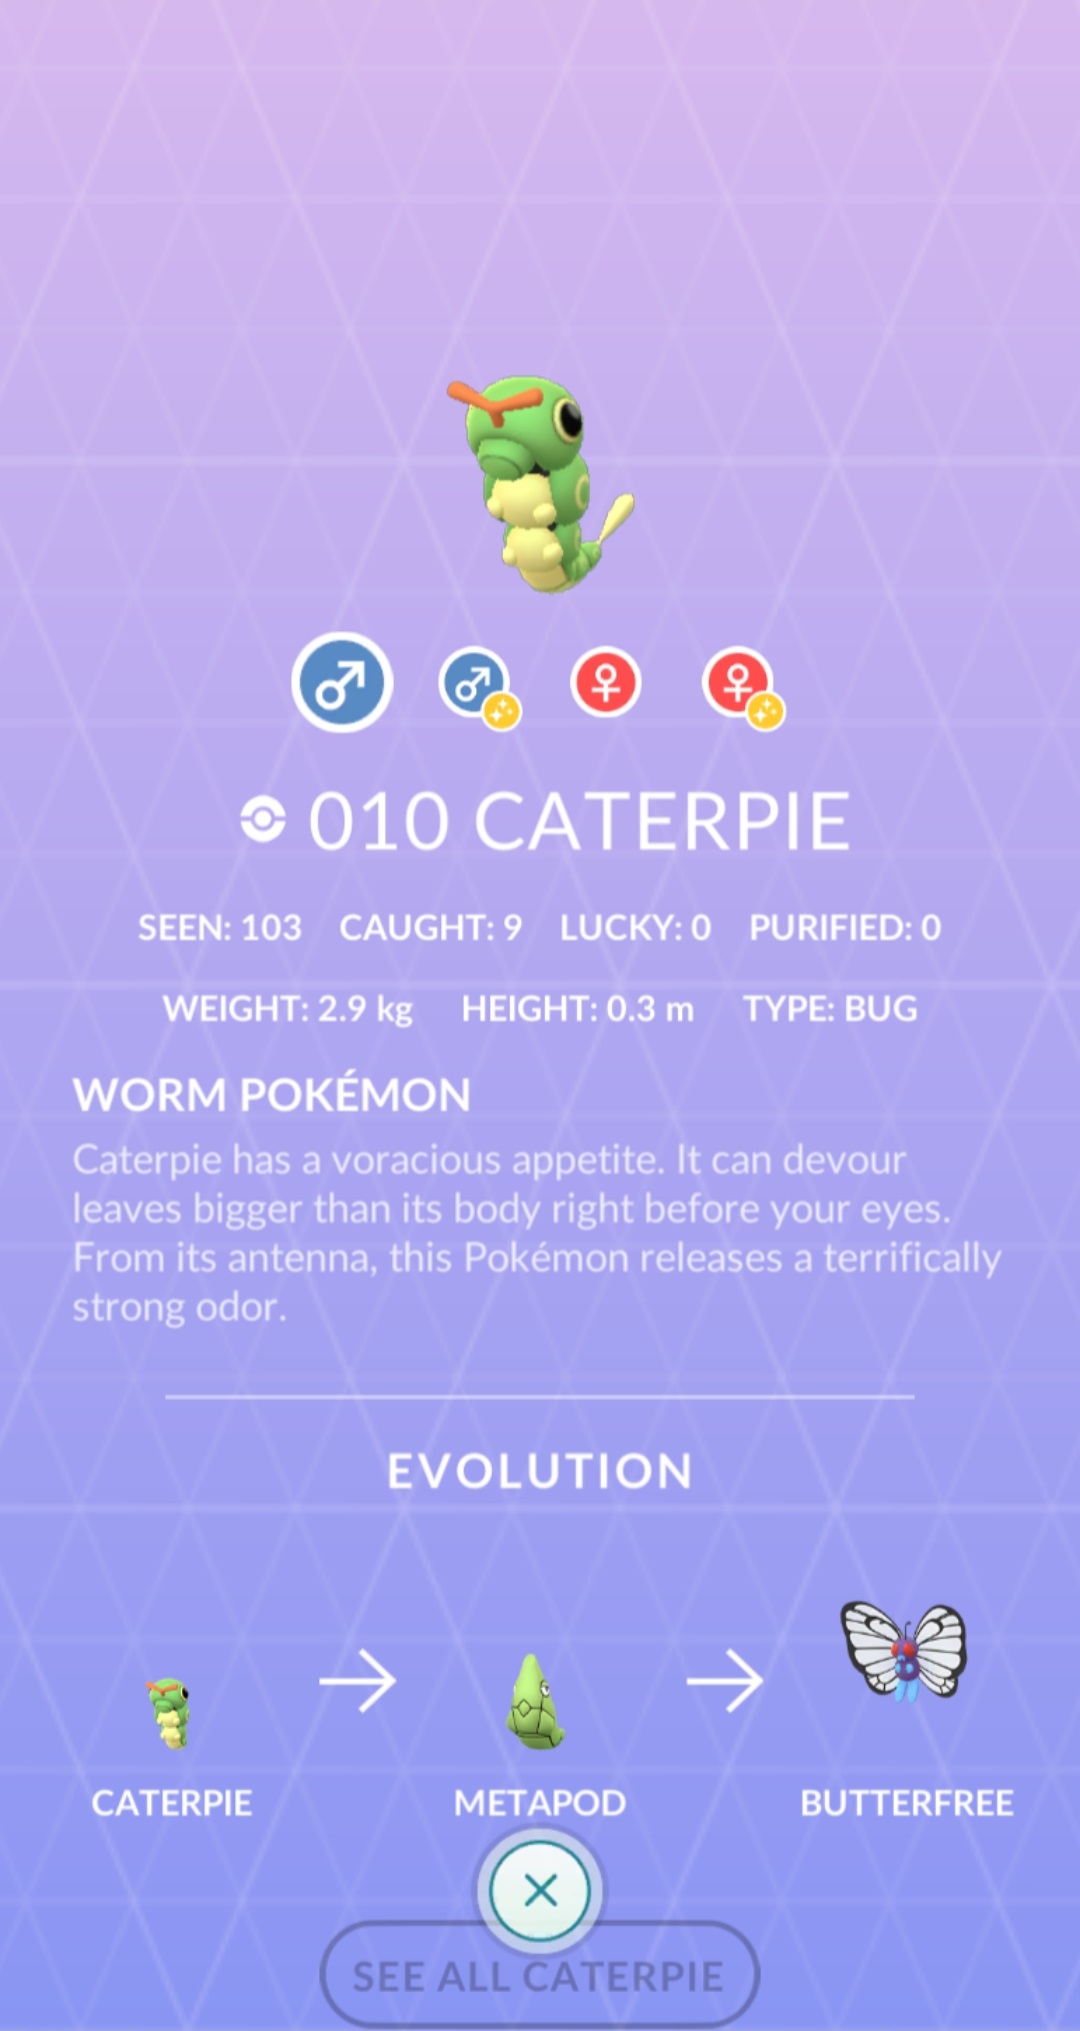 010 CATERPIE
SEEN: 103 CAUGHT: 9 LUCKY: 0 PURIFIED: 0
WEIGHT: 2.9 kg HEIGHT: 0.3 m TYPE: BUG
WORM POKÉMON
Caterpie has a voracious appetite. It can devour
leaves bigger than its body right before your eyes.
From its antenna, this Pokémon releases a terrifically
strong odor.
EVOLUTION
CATERPIE METAPOD BUTTERFREE
SEE ALL CATERPIE